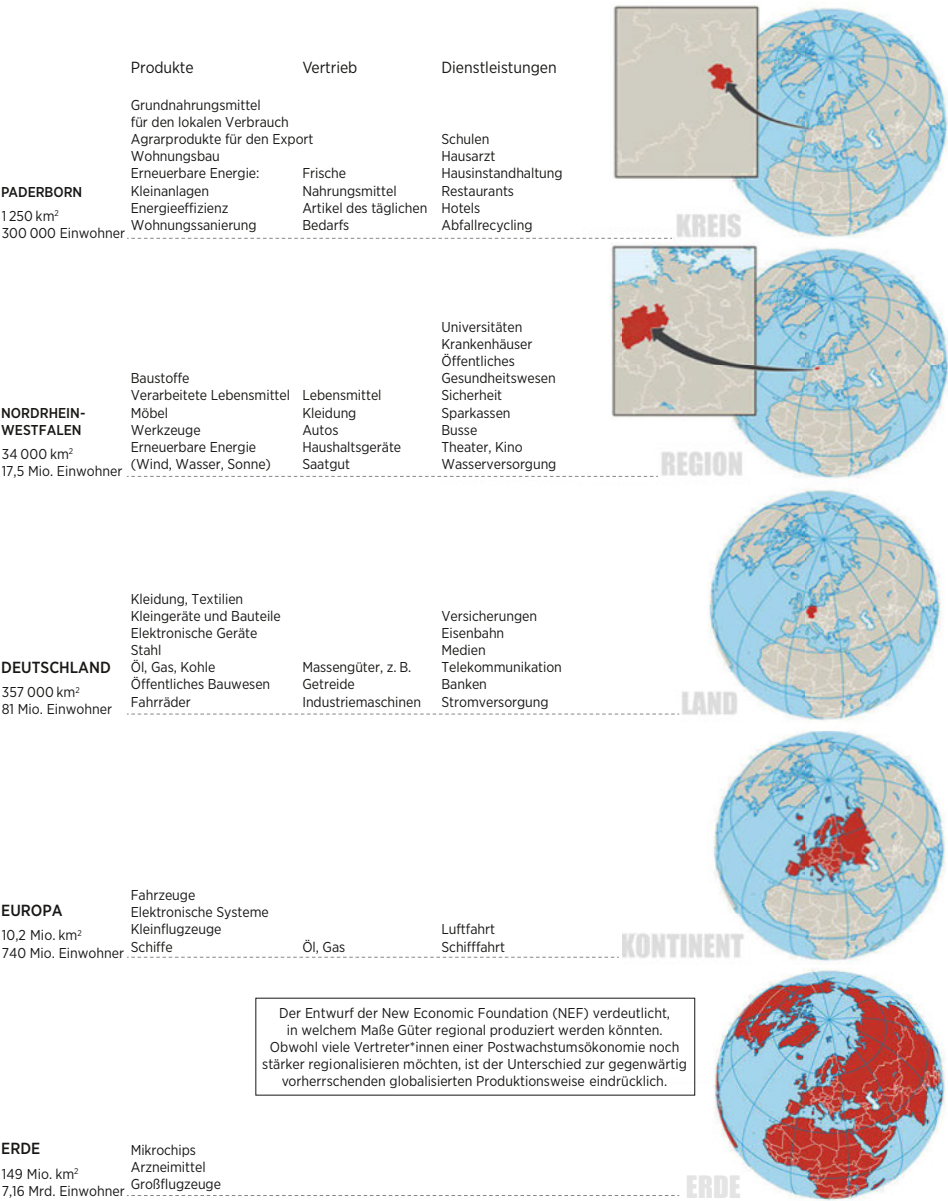 Produkte
Vertrieb
Dienstleistungen
PADERBORN
1 250 km²
300 000 Einwohner
Grundnahrungsmittel
für den lokalen Verbrauch
Agrarprodukte für den Export
Wohnungsbau
Erneuerbare Energie:
Kleinanlagen
Energieeffizienz
Wohnungssanierung
Frische
Nahrungsmittel
Artikel des täglichen
Bedarfs
Schulen
Hausarzt
Hausinstandhaltung
Restaurants
Hotels
Abfallrecycling
KREIS
NORDRHEIN-
WESTFALEN
34 000 km²
17,5 Mio. Einwohner
Baustoffe
Verarbeitete Lebensmittel
Möbel
Werkzeuge
Erneuerbare Energie
(Wind, Wasser, Sonne)
Lebensmittel
Kleidung
Autos
Haushaltsgeräte
Saatgut
Universitäten
Krankenhäuser
Öffentliches
Gesundheitswesen
Sicherheit
Sparkassen
Busse
Theater, Kino
Wasserversorgung
REGION
DEUTSCHLAND
357 000 km²
81 Mio. Einwohner
Kleidung, Textilien
Kleingeräte und Bauteile
Elektronische Geräte
Stahl
Öl, Gas, Kohle
Öffentliches Bauwesen
Fahrräder
Massengüter, z. B.
Getreide
Industriemaschinen
Versicherungen
Eisenbahn
Medien
Telekommunikation
Banken
Stromversorgung
LAND
EUROPA
10,2 Mio. km²
740 Mio. Einwohner
Fahrzeuge
Elektronische Systeme
Kleinflugzeuge
Schiffe
Öl, Gas
Luftfahrt
Schifffahrt
KONTINENT
Der Entwurf der New Economic Foundation (NEF) verdeutlicht,
in welchem Maße Güter regional produziert werden könnten.
Obwohl viele Vertreter*innen einer Postwachstumsökonomie noch
stärker regionalisieren möchten, ist der Unterschied zur gegenwärtig
vorherrschenden globalisierten Produktionsweise eindrücklich.
ERDE
149 Mio. km²
7,16 Mrd. Einwohner
Mikrochips
Arzneimittel
Großflugzeuge
ERDE